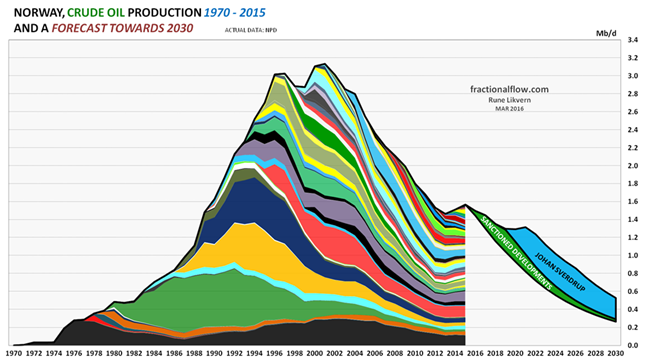 NORWAY, CRUDE OIL PRODUCTION 1970 - 2015
AND A FORECAST TOWARDS 2030
ACTUAL DATA: NPD
Mb/d
3.4
3.2
3.0
2.8
2.6
2.4
2.2
2.0
1.8
1.6
1.4
1.2
1.0
0.8
0.6
0.4
0.2
0.0
fractionalflow.com
Rune Likvern
MAR 2016
SANCTIONED DEVELOPMENTS
JOHAN SVERDRUP
1970 1972 1974 1976 1978 1980 1982 1984 1986 1988 1990 1992 1994 1996 1998 2000 2002 2004 2006 2008 2010 2012 2014 2016 2018 2020 2022 2024 2026 2028 2030